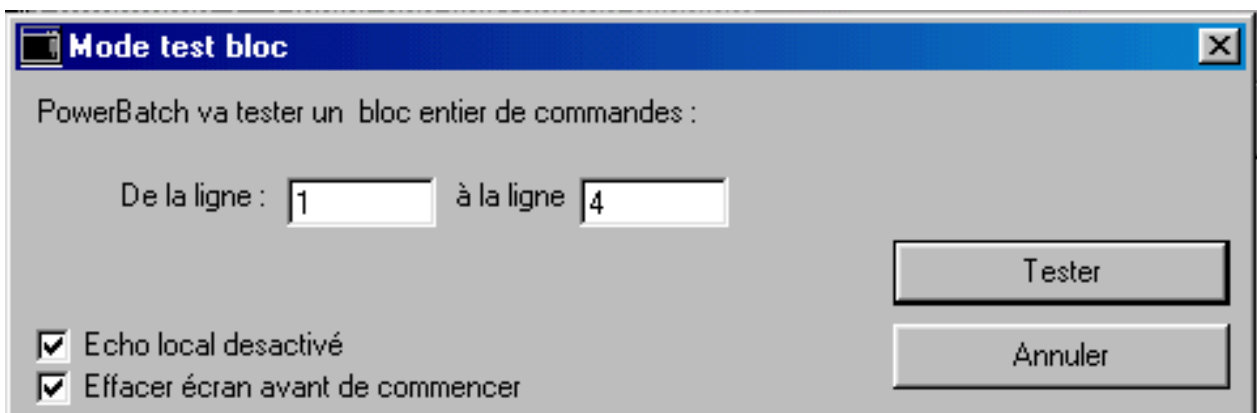 Mode test bloc
PowerBatch va tester un bloc entier de commandes :
De la ligne : 1 à la ligne 4
Tester
Echo local desactivé
Annuler
Effacer écran avant de commencer